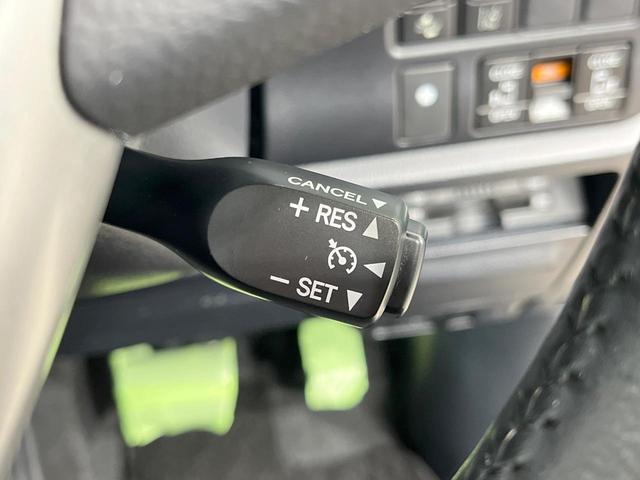 CANCEL▼
+ RES ▲
◀
− SET ▼